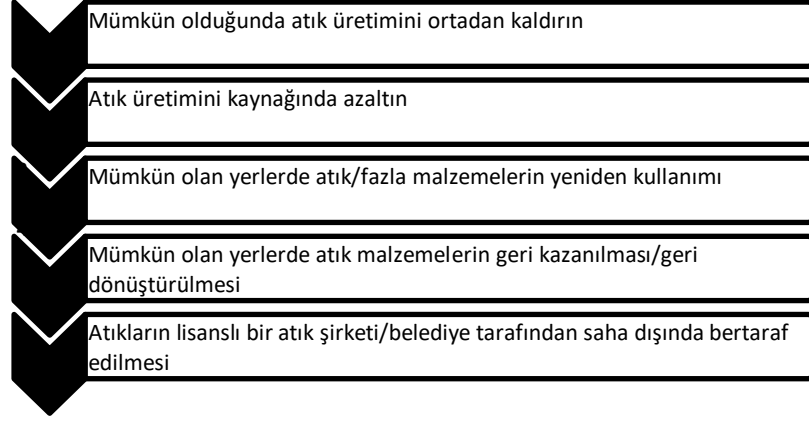 Mümkün olduğunda atık üretimini ortadan kaldırın
Atık üretimini kaynağında azaltın
Mümkün olan yerlerde atık/fazla malzemelerin yeniden kullanımı
Mümkün olan yerlerde atık malzemelerin geri kazanılması/geri
dönüştürülmesi
Atıkların lisanslı bir atık şirketi/belediye tarafından saha dışında bertaraf
edilmesi